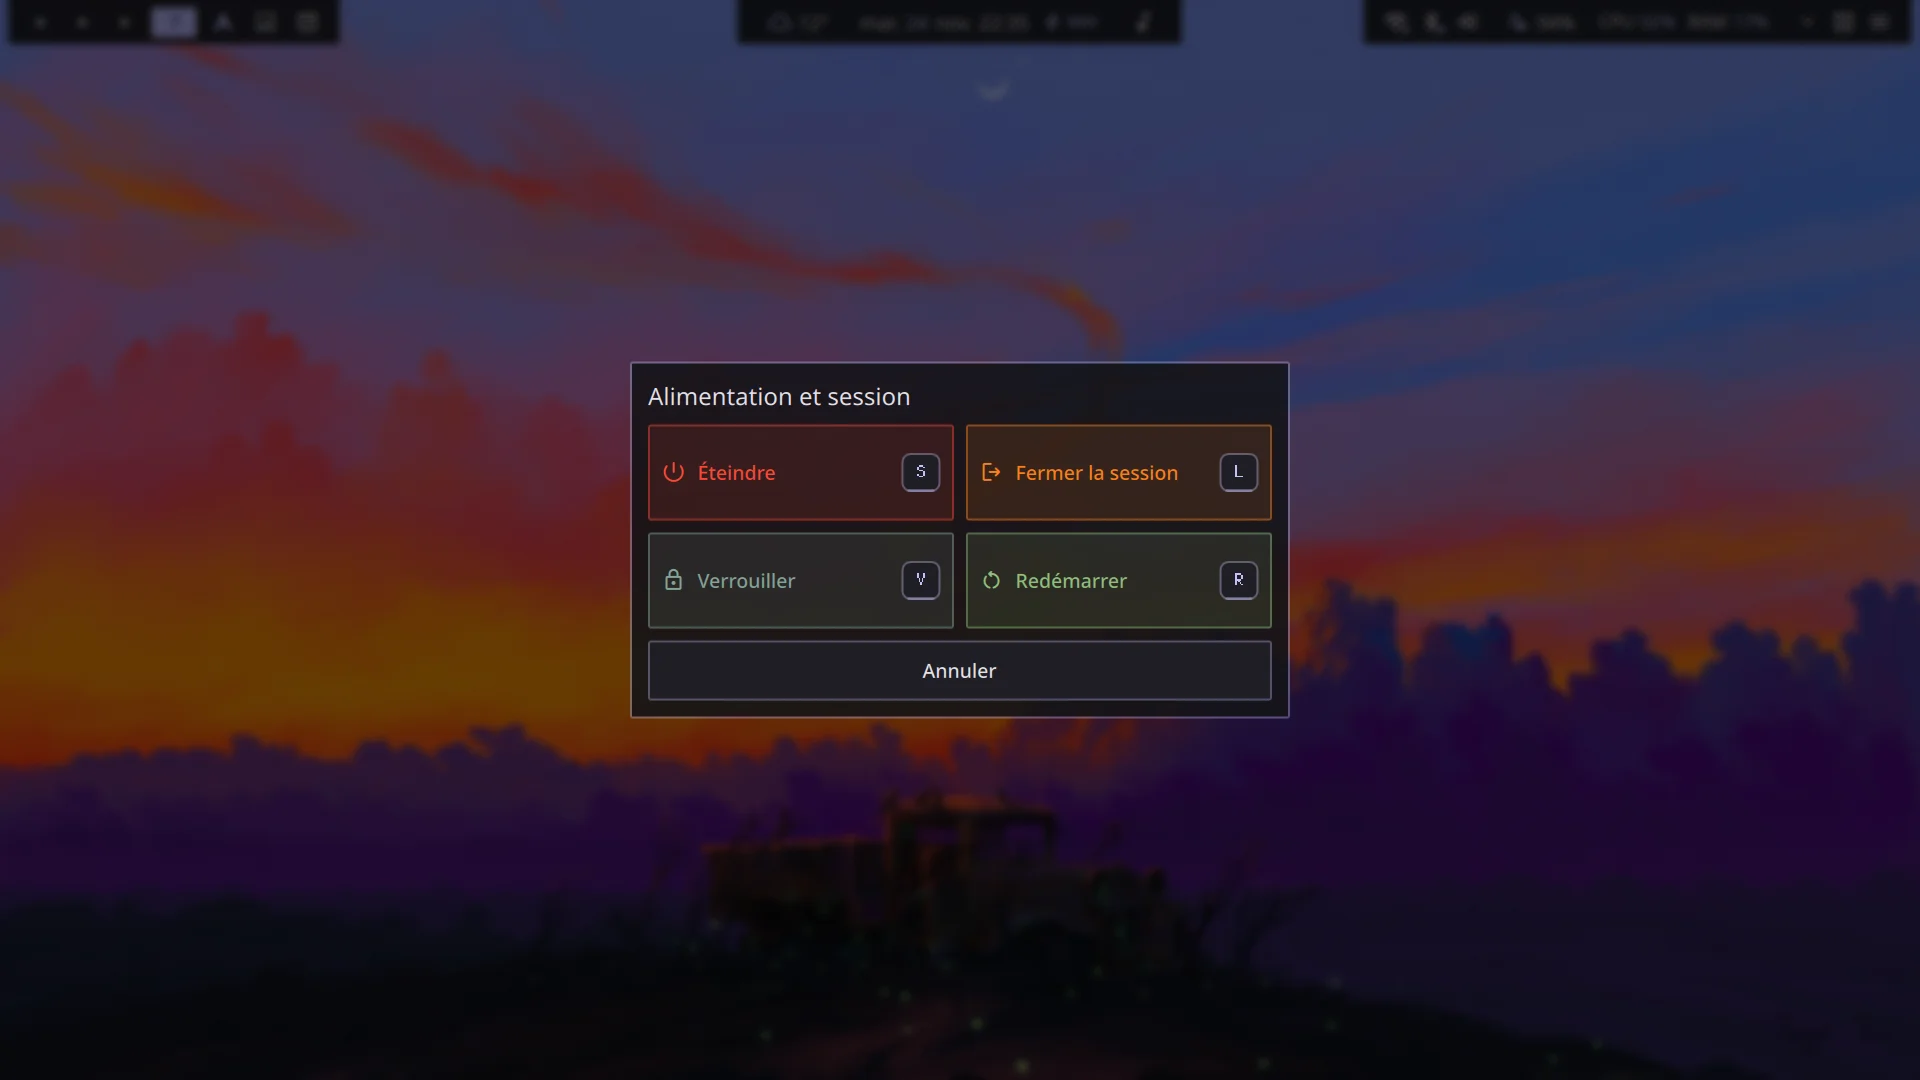 Alimentation et session
Éteindre S
Fermer la session L
Verrouiller V
Redémarrer R
Annuler